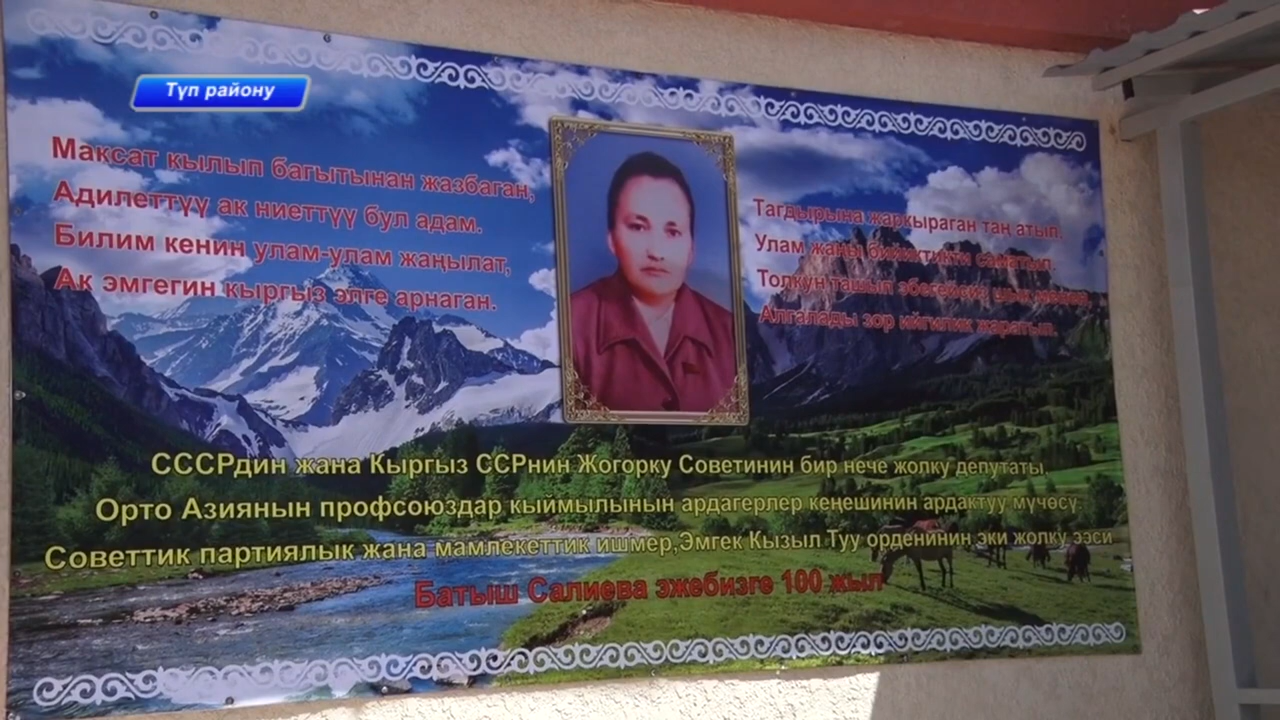 Түп району
Максат кылып багытынан жазбаган,
Адилеттүү ак ниеттүү бул адам.
Билим кенин улам-улам жаңылат,
Ак эмгегин кыргыз элге арнаган.
Тагдырына жаркыраган таң атып.
Улам жаңы бийиктикти саматып.
Толкун ташып эбегейсиз
Алгалады зор ийгилик жаратып.
СССРдин жана Кыргыз ССРнин Жогорку Советинин бир нече жолку депутаты.
Орто Азиянын профсоюздар кыймылынын ардагерлер кеңешинин ардактуу мүчөсү.
Советтик партиялык жана мамлекеттик ишмер,Эмгек Кызыл Туу орденинин эки жолку ээси
Батыш Салиева эжебизге 100 жыл